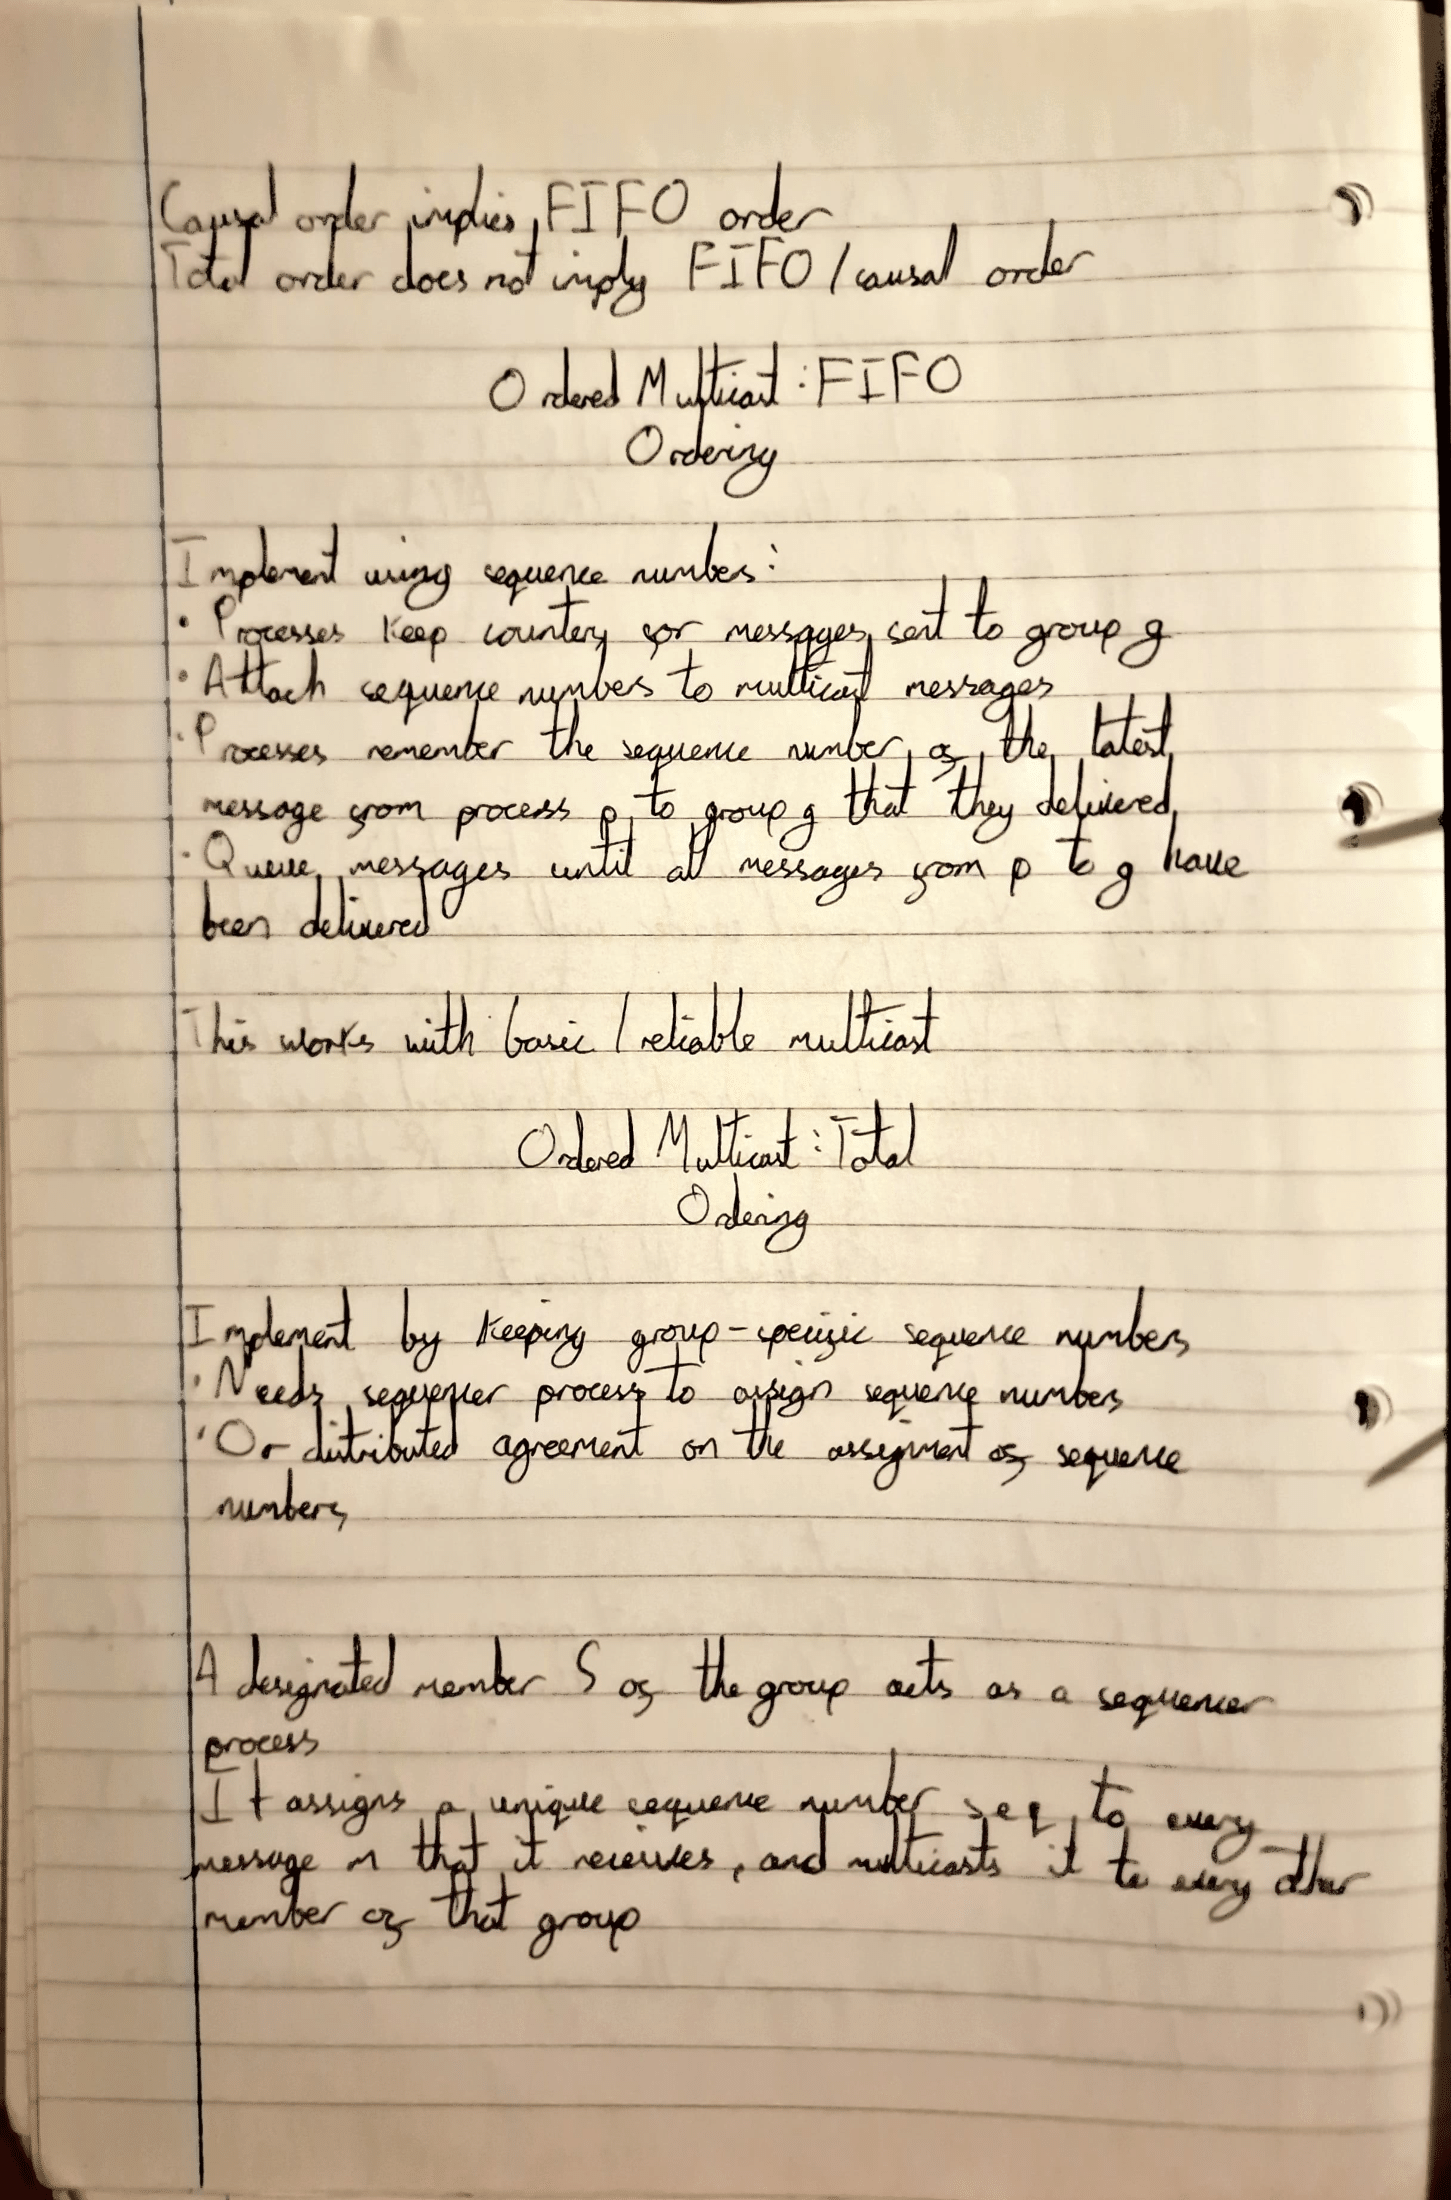 Causal order implies FIFO order
Total order does not imply FIFO / causal order
Ordered Multicast : FIFO
Ordering
Implement using sequence numbers:
• Processes keep counters for messages sent to group g
• Attach sequence numbers to multicast messages
• Processes remember the sequence number of the latest
message from process p to group g that they delivered
• Queue messages until all messages from p to g have
been delivered
This works with basic / reliable multicast
Ordered Multicast : Total
Ordering
Implement by keeping group-specific sequence numbers
• Needs sequencer process to assign sequence numbers
• Or distributed agreement on the assignment of sequence
numbers
A designated member S of the group acts as a sequencer
process
It assigns a unique sequence number seq to every
message m that it receives, and multicasts it to every other
member of that group